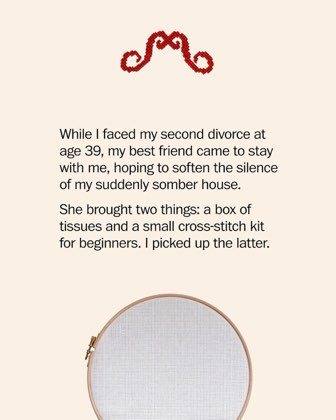 While I faced my second divorce at
age 39, my best friend came to stay
with me, hoping to soften the silence
of my suddenly somber house.
She brought two things: a box of
tissues and a small cross-stitch kit
for beginners. I picked up the latter.